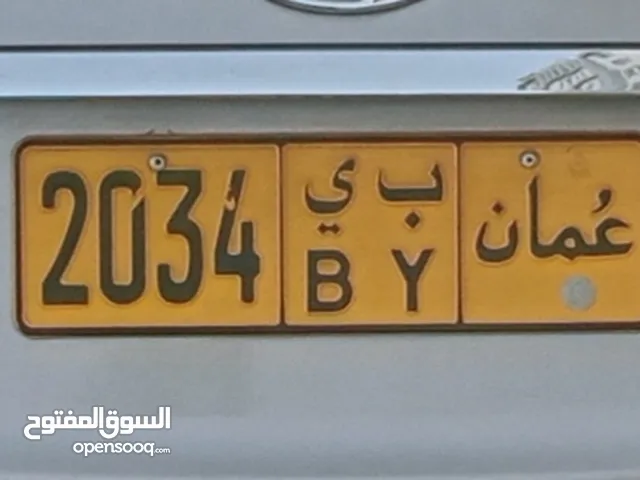 2034 ب ي عُمان
B Y
السوق المفتوح
opensooq.com